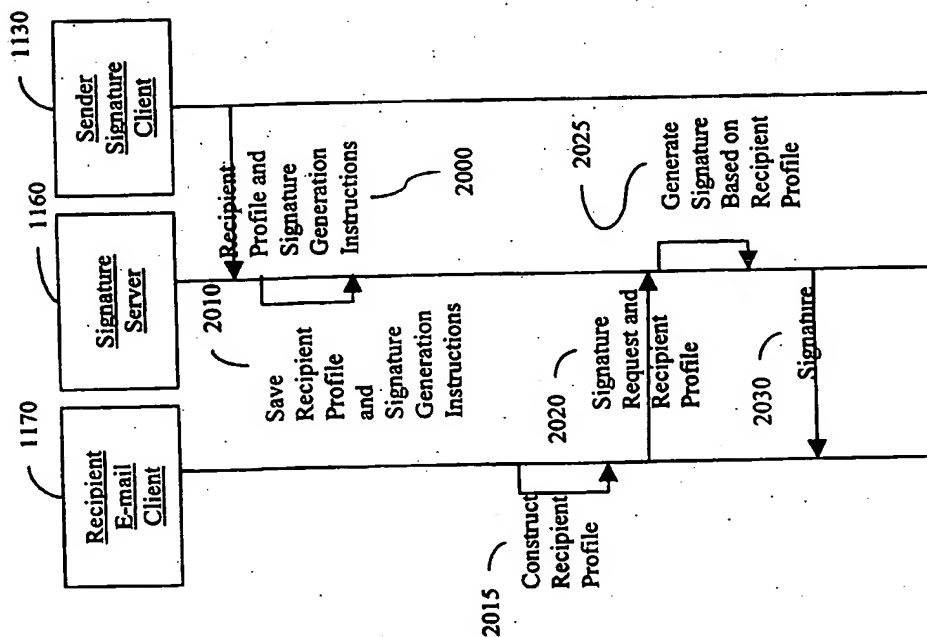 1170
1160
1130
Recipient
E-mail
Client
Signature
Server
Sender
Signature
Client
Recipient
Profile and
Signature
Generation
Instructions
2000
2010
Save
Recipient
Profile
and
Signature
Generation
Instructions
2015
Construct
Recipient
Profile
2020
Signature
Request and
Recipient
Profile
2025
Generate
Signature
Based on
Recipient
Profile
2030
Signature